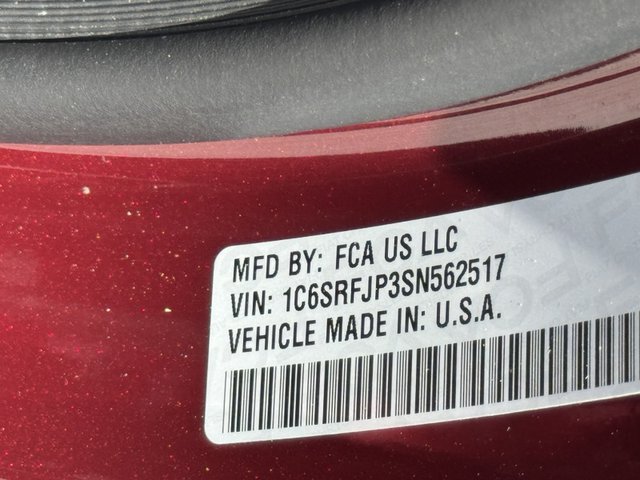 MFD BY: FCA US LLC
VIN: 1C6SRFJP3SN562517
VEHICLE MADE IN: U.S.A.